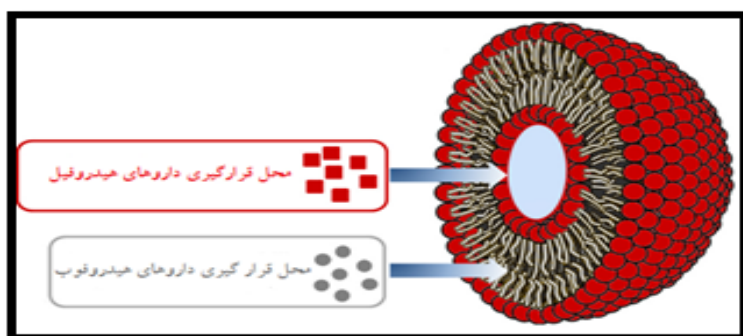 محل قرارگیری داروهای هیدروفیل
محل قرار گیری داروهای هیدروفوب